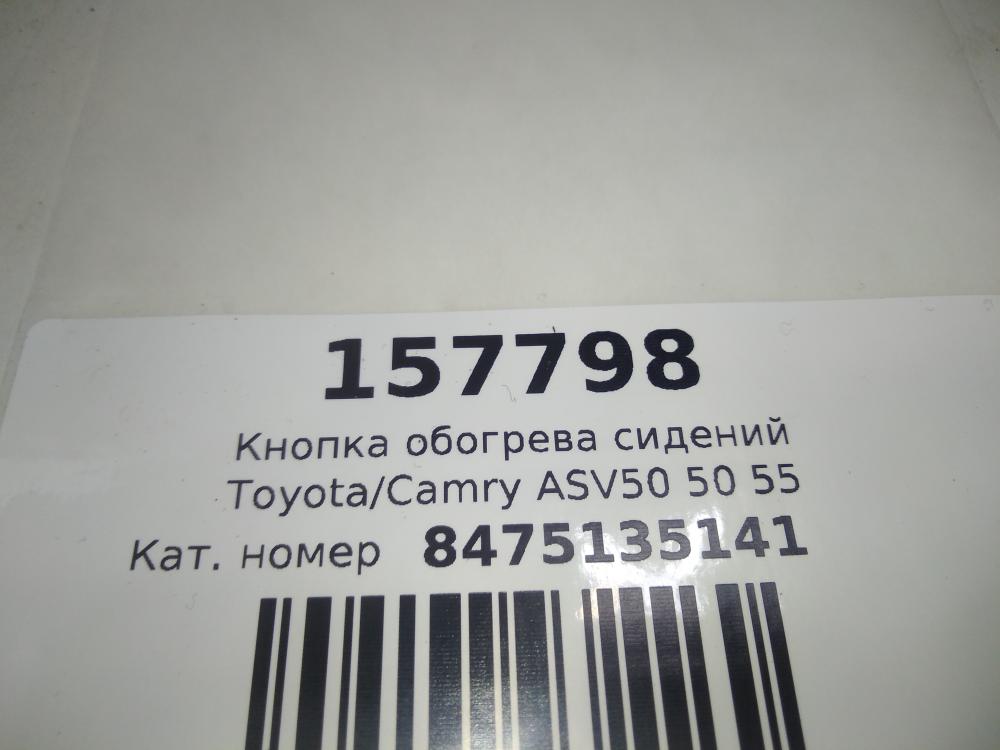 157798
Кнопка обогрева сидений
Toyota/Camry ASV50 50 55
Кат. номер 8475135141